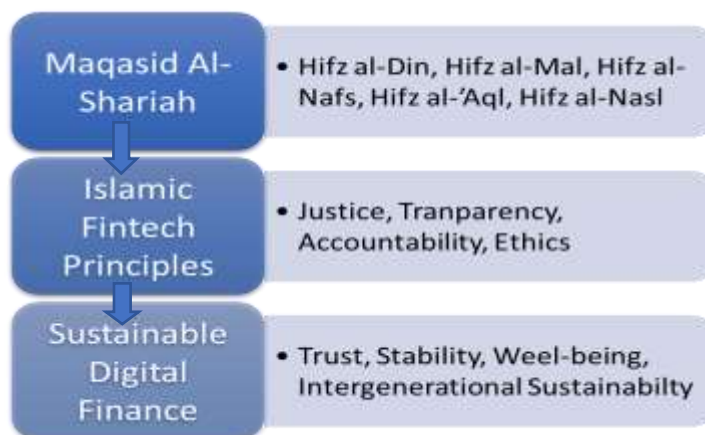 Maqasid Al-
Shariah
• Hifz al-Din, Hifz al-Mal, Hifz al-
Nafs, Hifz al-'Aql, Hifz al-Nasl
Islamic
Fintech
Principles
• Justice, Tranparency,
Accountability, Ethics
Sustainable
Digital
Finance
• Trust, Stability, Weel-being,
Intergenerational Sustainabilty